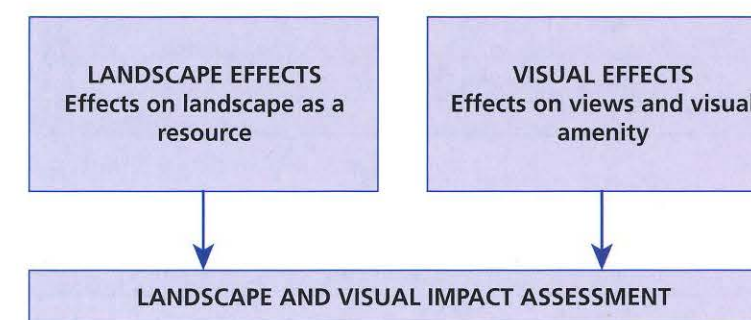 LANDSCAPE EFFECTS
Effects on landscape as a
resource
VISUAL EFFECTS
Effects on views and visual
amenity
LANDSCAPE AND VISUAL IMPACT ASSESSMENT